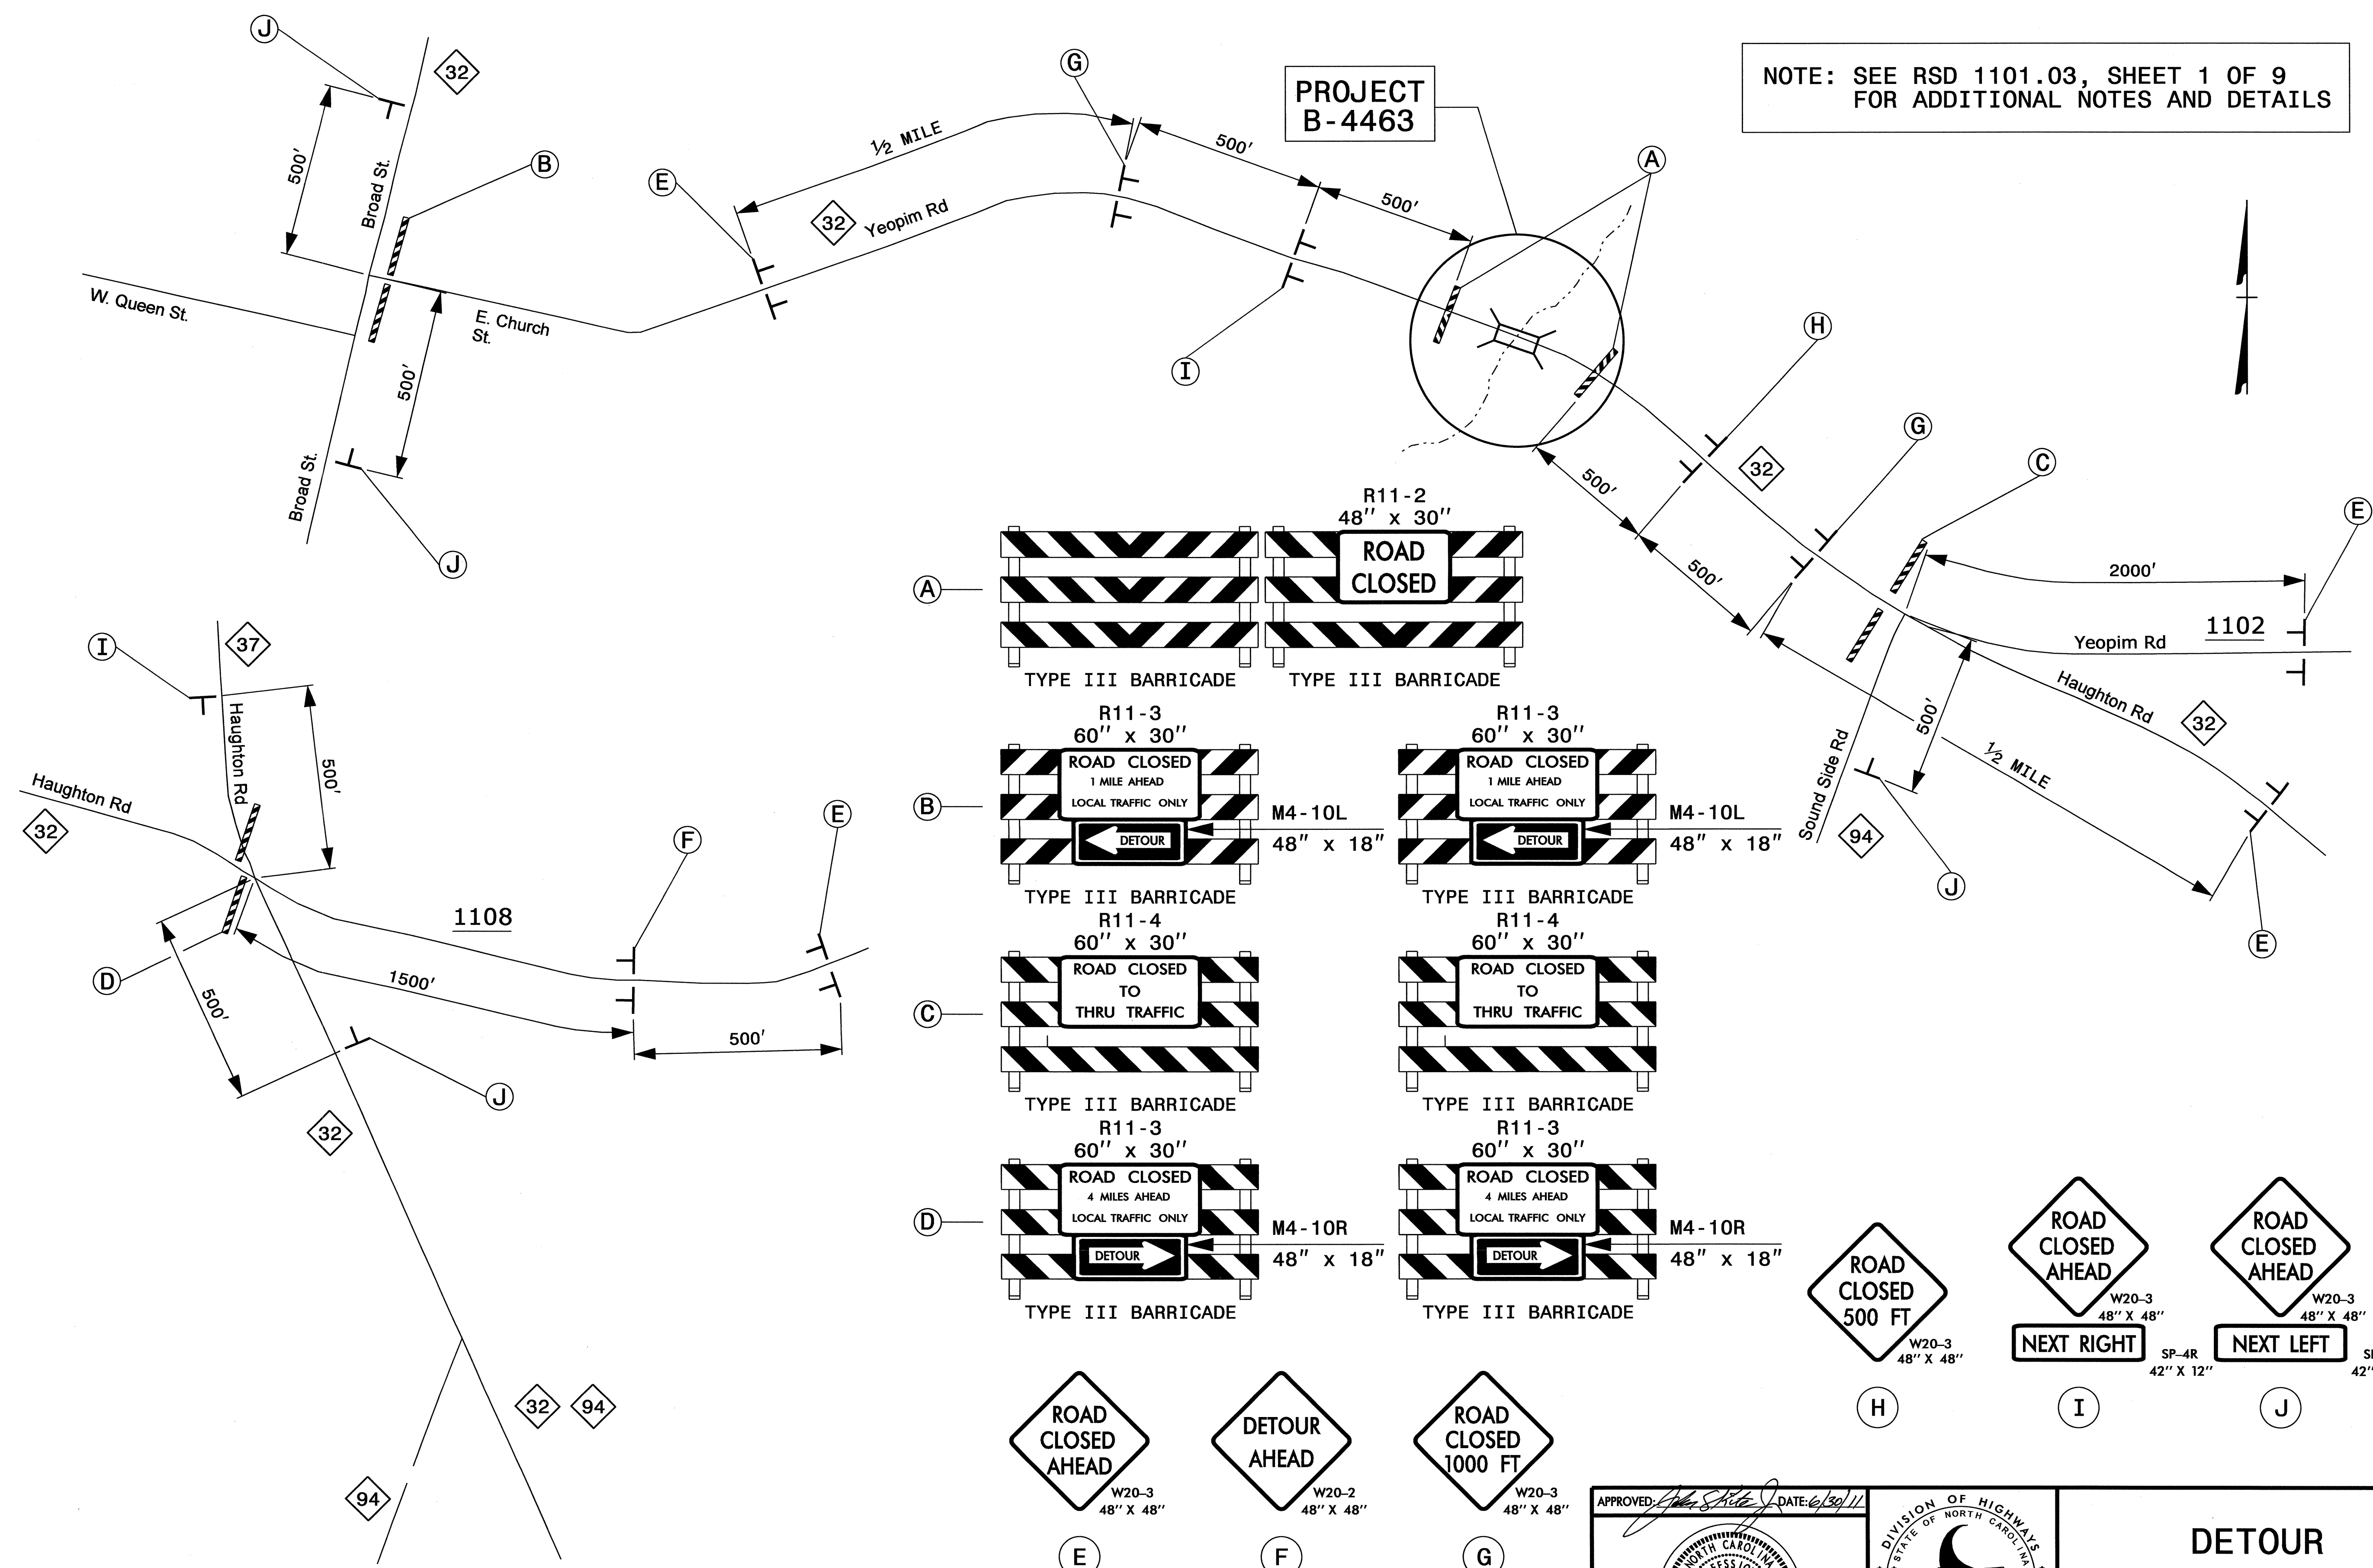 J
32
500'
Broad St.
B
W. Queen St.
E. Church
St.
500'
Broad St.
J
E
½ MILE
32
Yeopim Rd
G
500'
500'
I
PROJECT
B-4463
A
NOTE: SEE RSD 1101.03, SHEET 1 OF 9
FOR ADDITIONAL NOTES AND DETAILS
H
32
G
C
E
500'
500'
2000'
Yeopim Rd
1102
Haughton Rd
32
500'
½ MILE
Sound Side Rd
94
J
E
I
37
Haughton Rd
500'
Haughton Rd
32
D
500'
1108
1500'
F
E
500'
J
32
32
94
94
A
R11-2
48" x 30"
ROAD
CLOSED
TYPE III BARRICADE
TYPE III BARRICADE
B
R11-3
60" x 30"
ROAD CLOSED
1 MILE AHEAD
LOCAL TRAFFIC ONLY
DETOUR
M4-10L
48" x 18"
TYPE III BARRICADE
R11-3
60" x 30"
ROAD CLOSED
1 MILE AHEAD
LOCAL TRAFFIC ONLY
DETOUR
M4-10L
48" x 18"
TYPE III BARRICADE
C
R11-4
60" x 30"
ROAD CLOSED
TO
THRU TRAFFIC
TYPE III BARRICADE
R11-4
60" x 30"
ROAD CLOSED
TO
THRU TRAFFIC
TYPE III BARRICADE
D
R11-3
60" x 30"
ROAD CLOSED
4 MILES AHEAD
LOCAL TRAFFIC ONLY
DETOUR
M4-10R
48" x 18"
TYPE III BARRICADE
R11-3
60" x 30"
ROAD CLOSED
4 MILES AHEAD
LOCAL TRAFFIC ONLY
DETOUR
M4-10R
48" x 18"
TYPE III BARRICADE
ROAD
CLOSED
AHEAD
W20-3
48" X 48"
E
DETOUR
AHEAD
W20-2
48" X 48"
F
ROAD
CLOSED
1000 FT
W20-3
48" X 48"
G
ROAD
CLOSED
500 FT
W20-3
48" X 48"
H
ROAD
CLOSED
AHEAD
W20-3
48" X 48"
NEXT RIGHT
SP-4R
42" X 12"
I
ROAD
CLOSED
AHEAD
W20-3
48" X 48"
NEXT LEFT
42"
J
APPROVED:
DATE: 6/30/11
NORTH CAROLINA
DIVISION OF HIGHWAYS
STATE OF NORTH CAROLINA
DETOUR